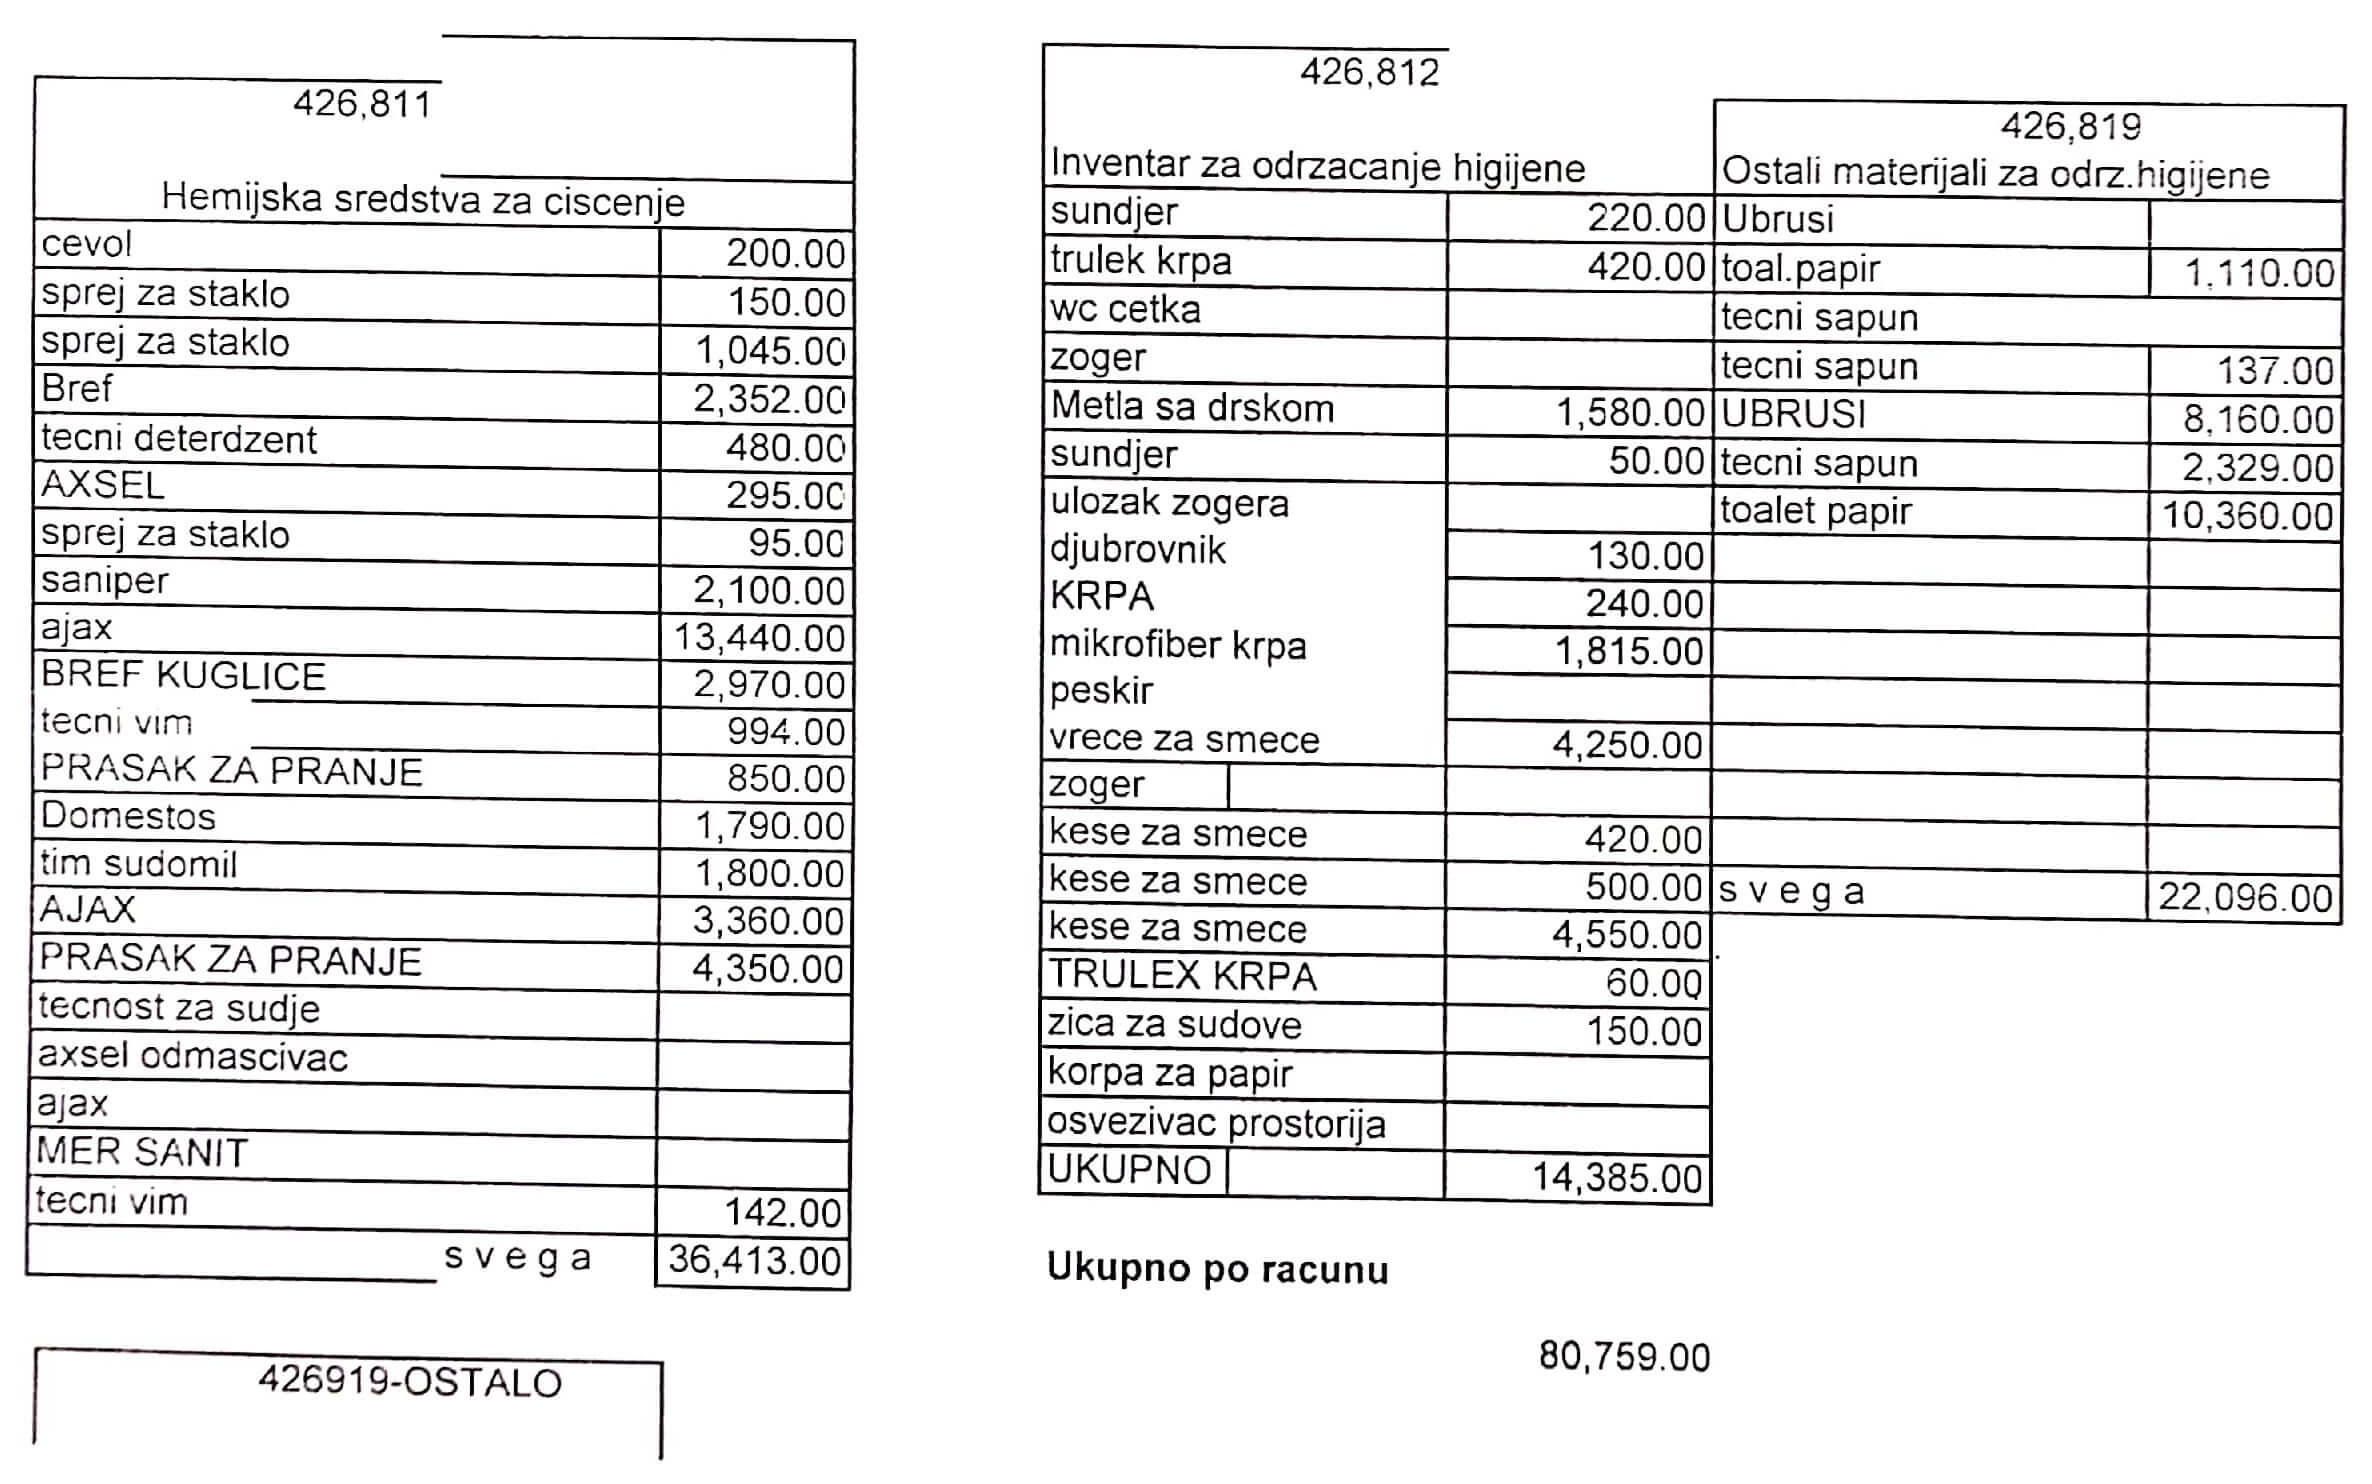 426,811
Hemijska sredstva za ciscenje
cevol 200.00
sprej za staklo 150.00
sprej za staklo 1,045.00
Bref 2,352.00
tecni deterdzent 480.00
AXSEL 295.00
sprej za staklo 95.00
saniper 2,100.00
ajax 13,440.00
BREF KUGLICE 2,970.00
tecni vim 994.00
PRASAK ZA PRANJE 850.00
Domestos 1,790.00
tim sudomil 1,800.00
AJAX 3,360.00
PRASAK ZA PRANJE 4,350.00
tecnost za sudje
axsel odmascivac
ajax
MER SANIT
tecni vim 142.00
s v e g a 36,413.00
426919-OSTALO
426,812
Inventar za odrzacanje higijene
sundjer 220.00
trulek krpa 420.00
wc cetka
zoger
Metla sa drskom 1,580.00
sundjer 50.00
ulozak zogera
djubrovnik 130.00
KRPA 240.00
mikrofiber krpa 1,815.00
peskir
vrece za smece 4,250.00
zoger
kese za smece 420.00
kese za smece 500.00
kese za smece 4,550.00
TRULEX KRPA 60.00
zica za sudove 150.00
korpa za papir
osvezivac prostorija
UKUPNO 14,385.00
Ukupno po racunu
80,759.00
426,819
Ostali materijali za odrz.higijene
Ubrusi
toal.papir 1,110.00
tecni sapun
tecni sapun 137.00
UBRUSI 8,160.00
tecni sapun 2,329.00
toalet papir 10,360.00
s v e g a 22,096.00